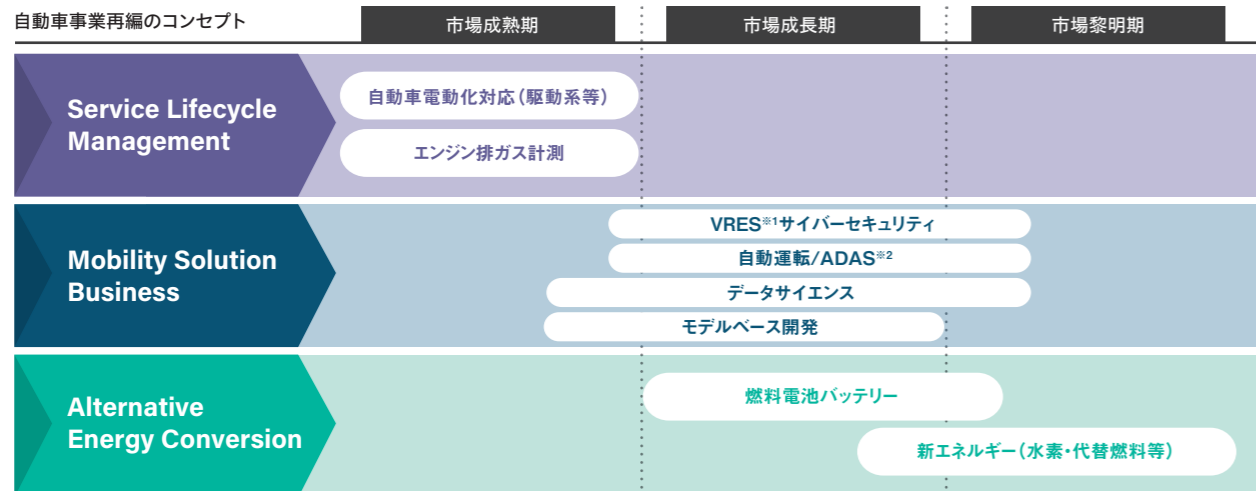 自動車事業再編のコンセプト
市場成熟期
市場成長期
市場黎明期
Service Lifecycle
Management
自動車電動化対応(駆動系等)
エンジン排ガス計測
Mobility Solution
Business
VRES※1サイバーセキュリティ
自動運転/ADAS※2
データサイエンス
モデルベース開発
Alternative
Energy Conversion
燃料電池バッテリー
新エネルギー(水素・代替燃料等)